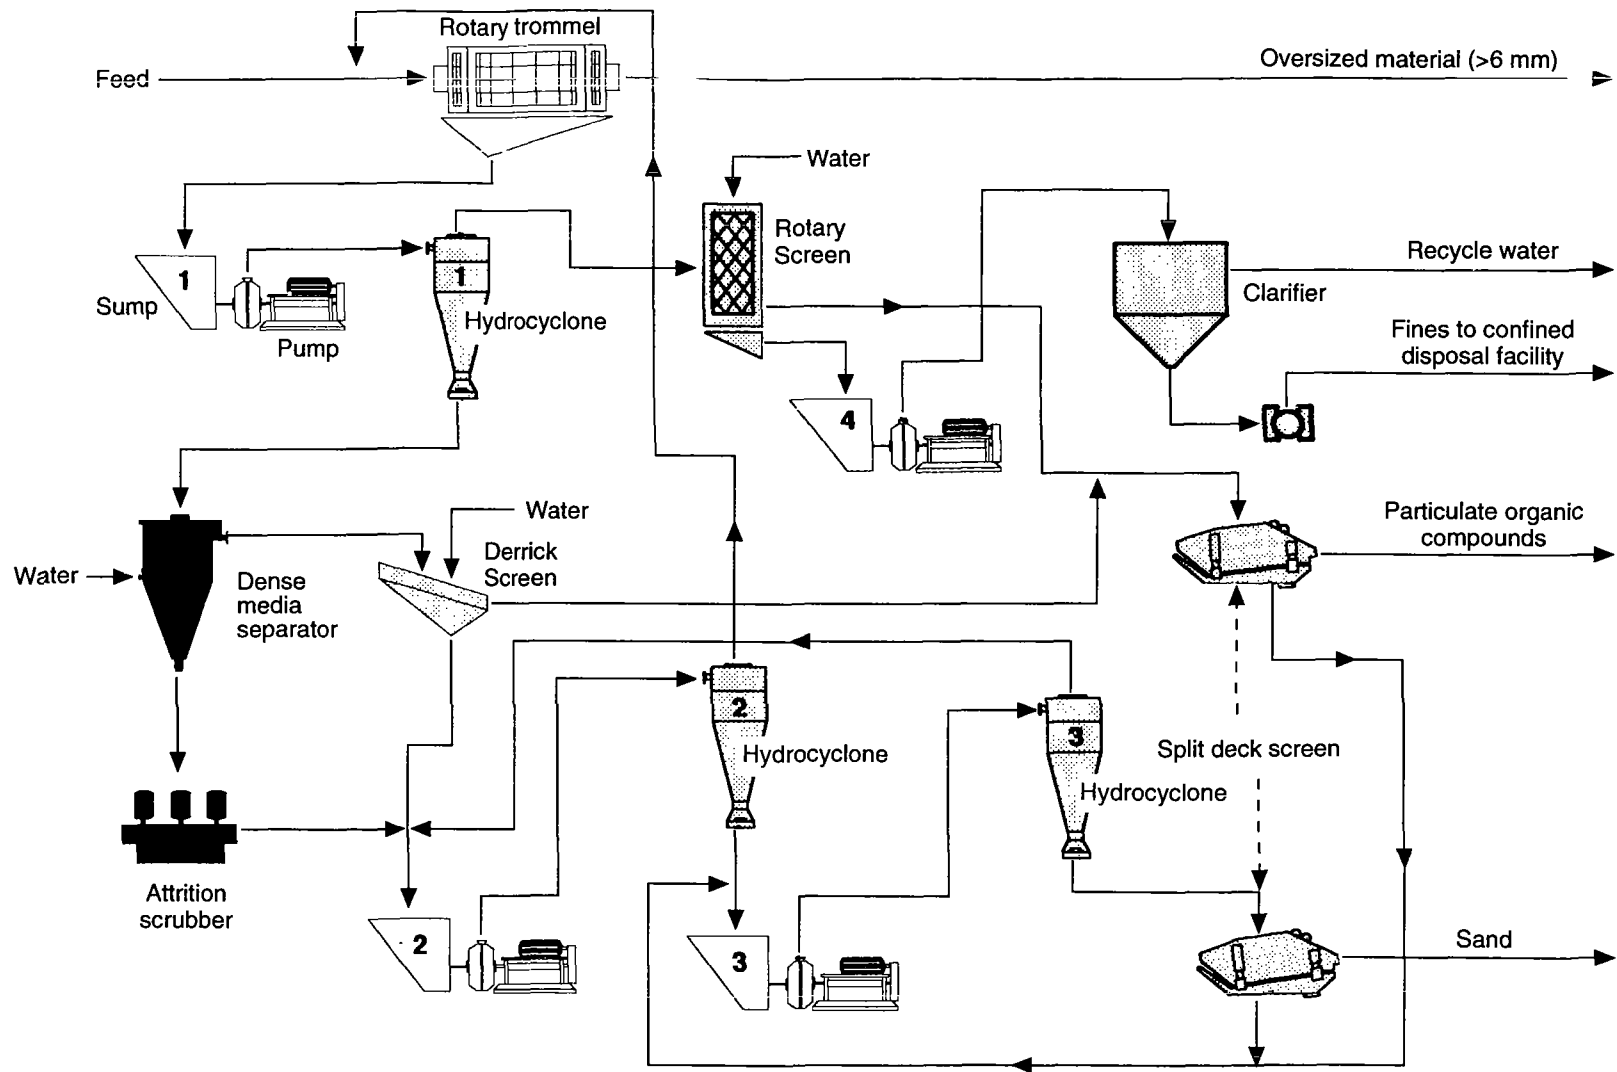 Rotary trommel
Feed
Oversized material (>6 mm)
Water
Rotary
Screen
1
Sump
Pump
1
Hydrocyclone
Recycle water
Clarifier
Fines to confined
disposal facility
4
Water
Derrick
Screen
Particulate organic
compounds
Water
Dense
media
separator
2
Hydrocyclone
3
Hydrocyclone
Split deck screen
Attrition
scrubber
2
3
Sand